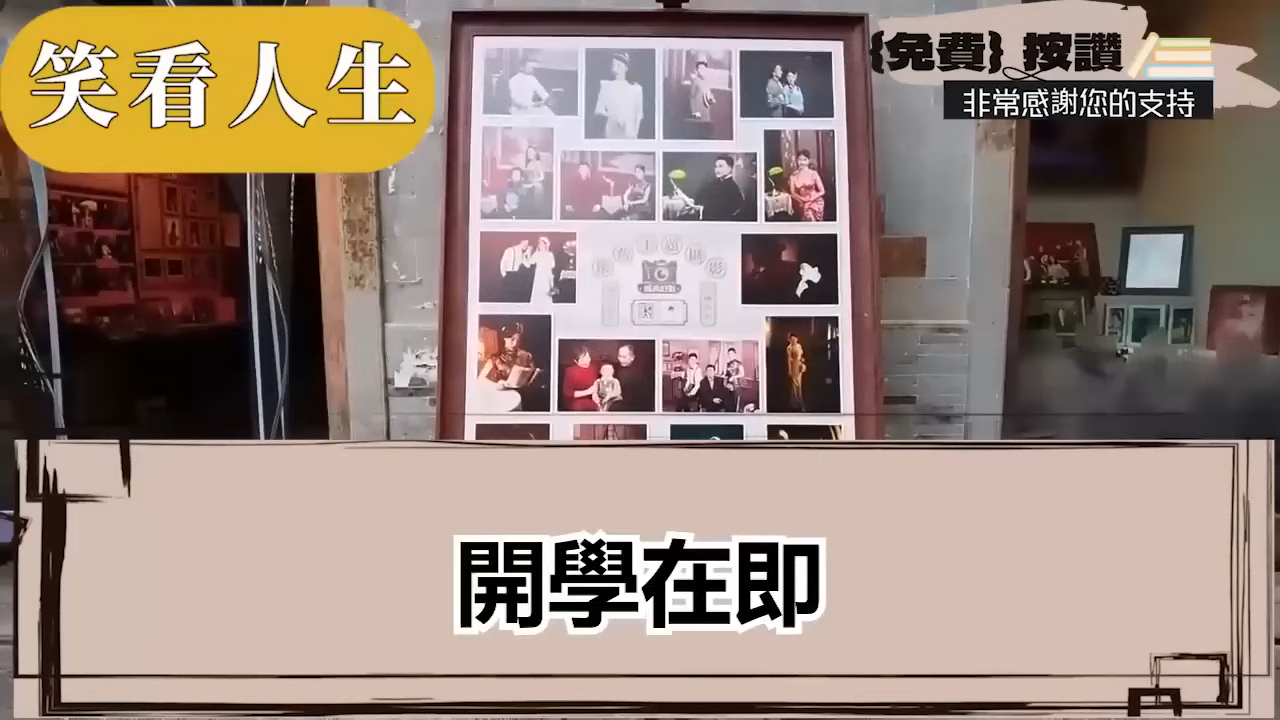 笑看人生
{免費} 按讚
非常感謝您的支持
開學在即